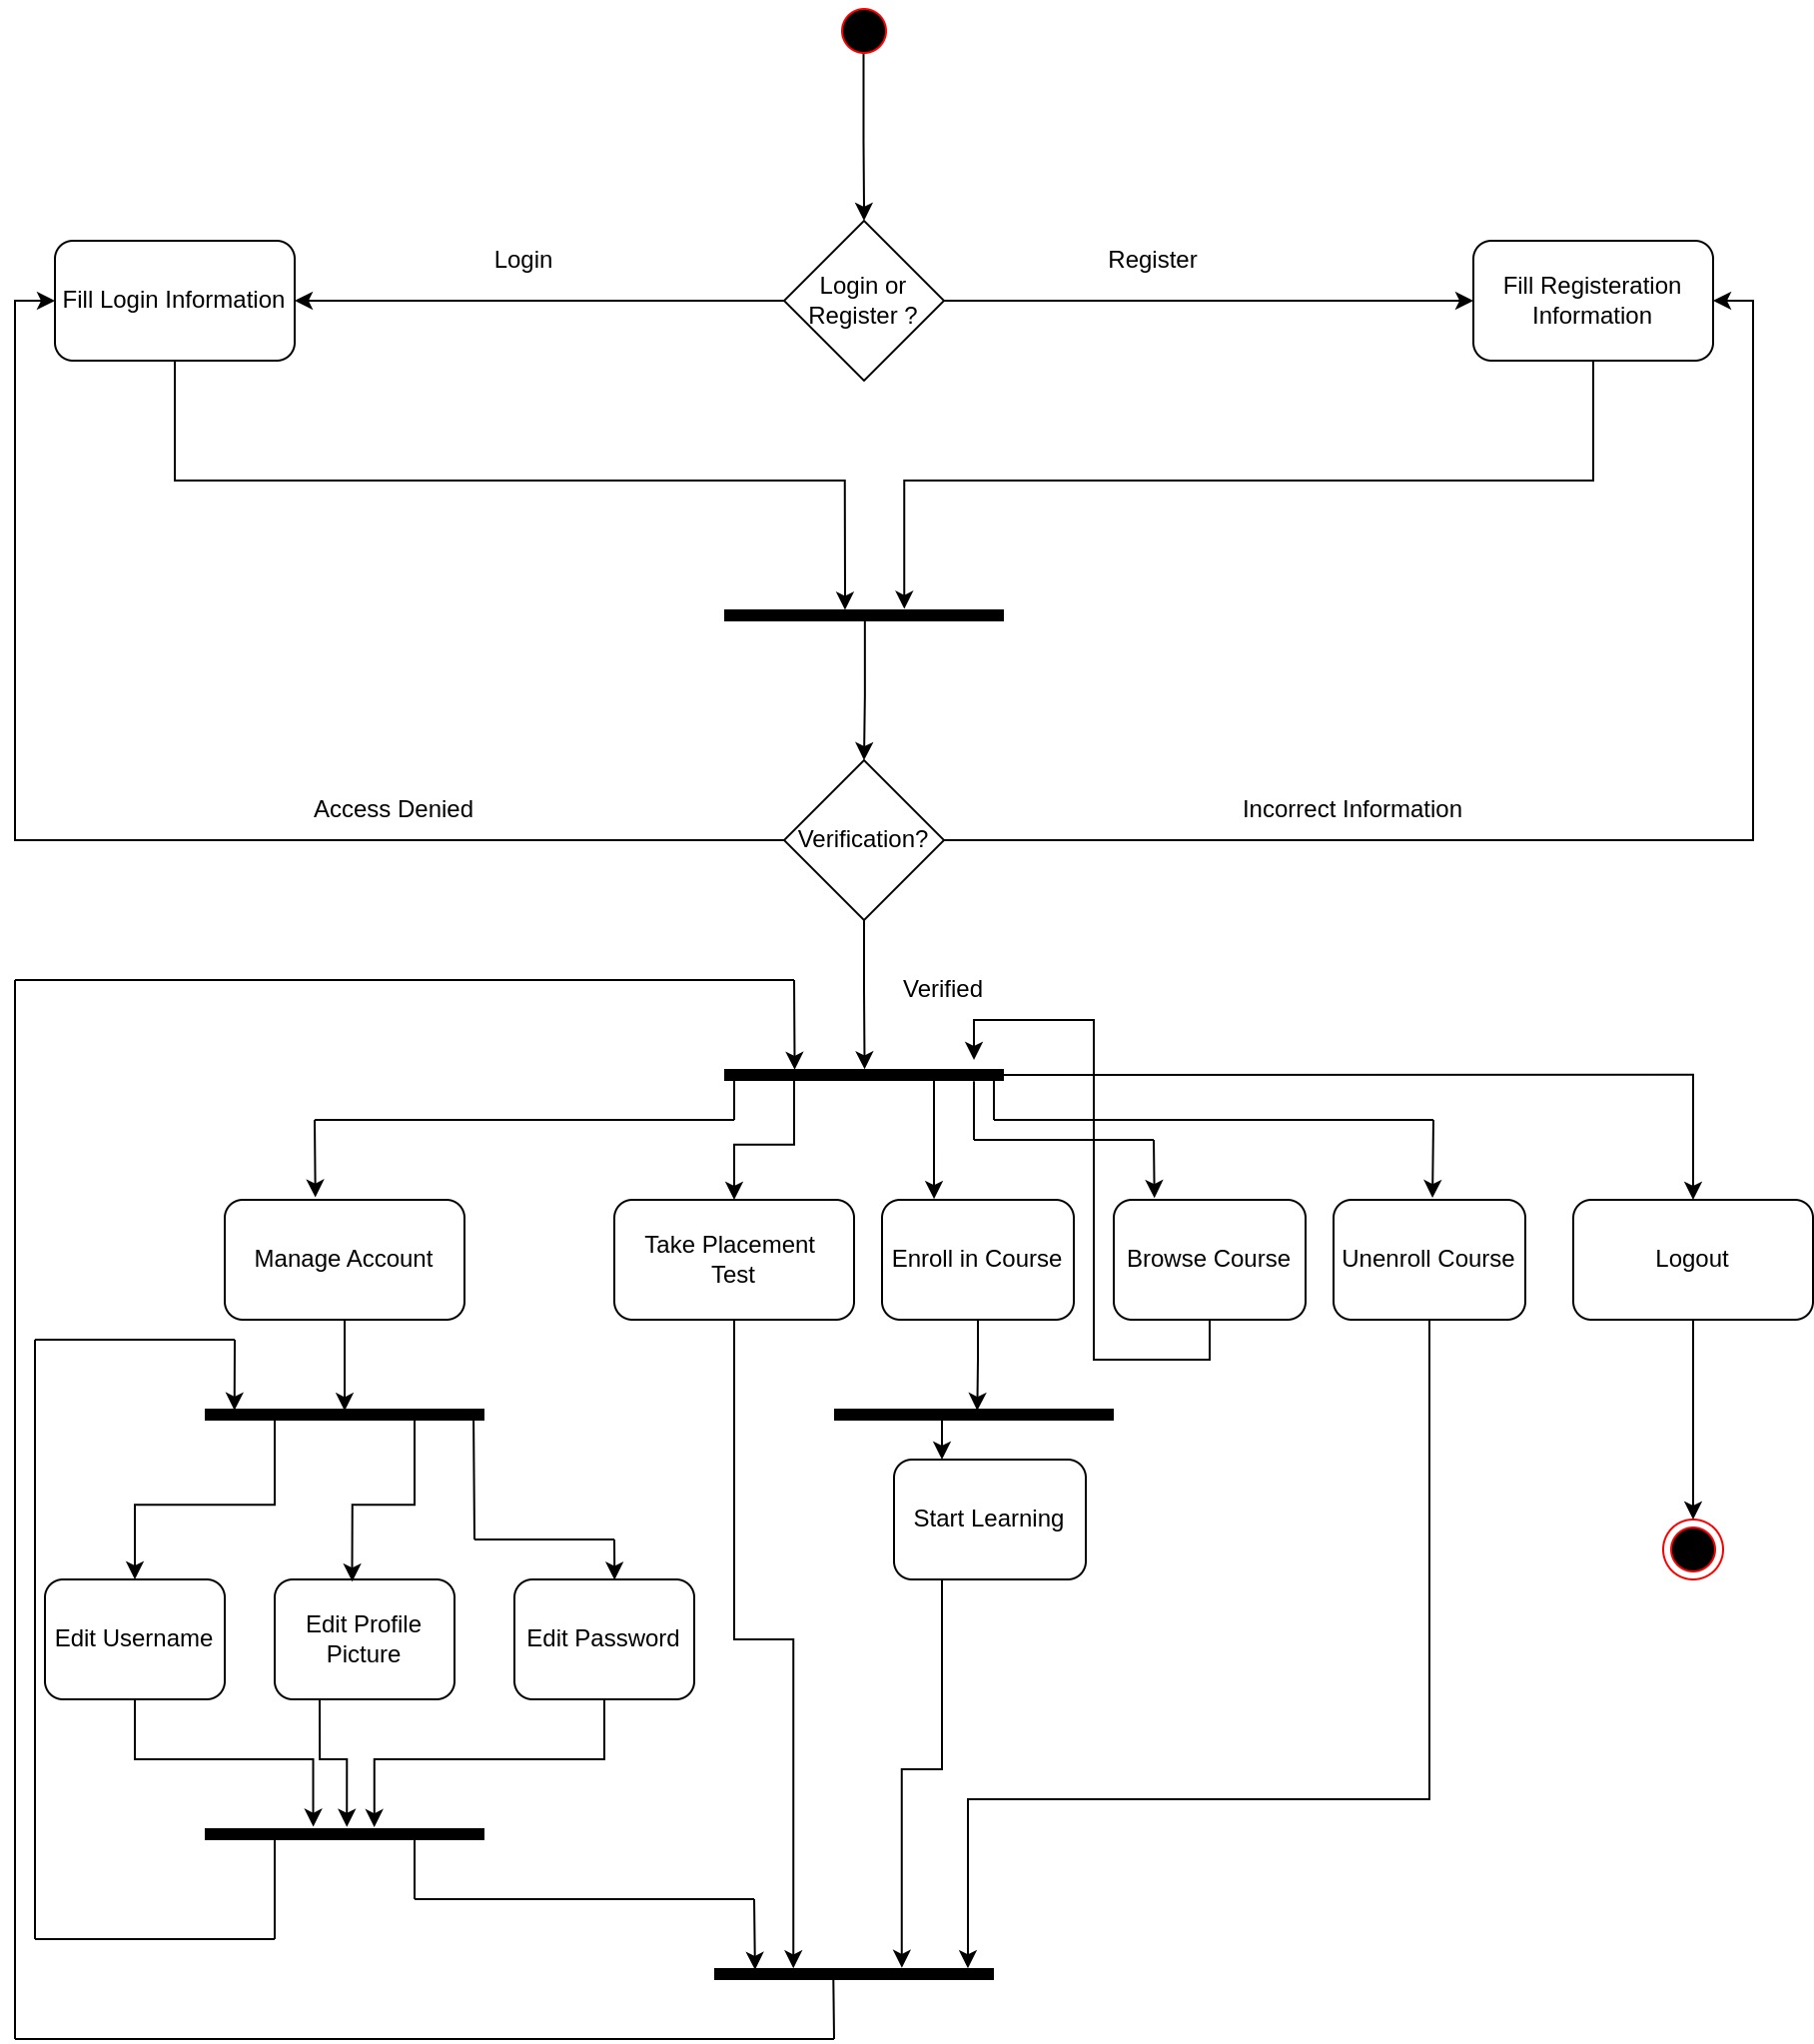 Login
Register
Fill Login Information
Login or
Register ?
Fill Registeration
Information
Access Denied
Verification?
Incorrect Information
Verified
Manage Account
Take Placement
Test
Enroll in Course
Browse Course
Unenroll Course
Logout
Start Learning
Edit Username
Edit Profile
Picture
Edit Password